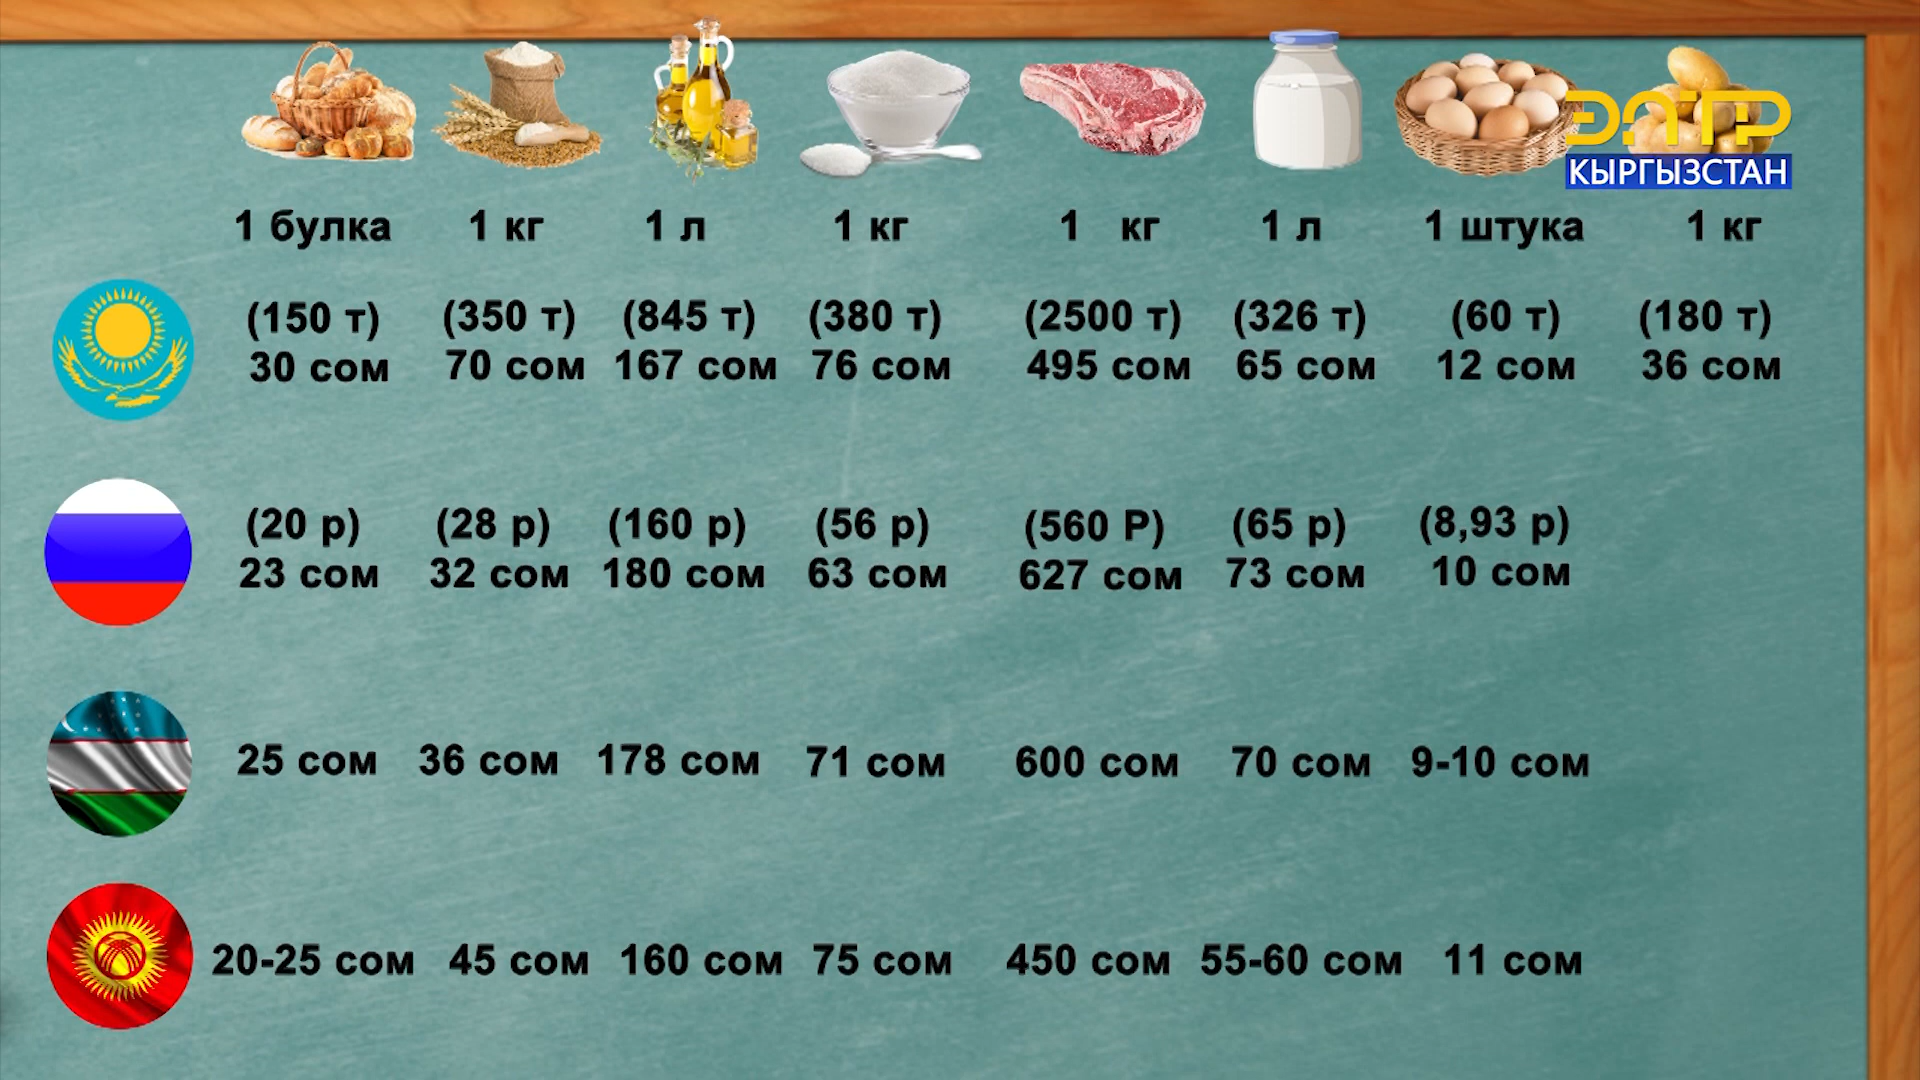 ЭЛТР
КЫРГЫЗСТАН
1 булка 1 кг 1 л 1 кг 1 кг 1 л 1 штука 1 кг
(150 т) (350 т) (845 т) (380 т) (2500 т) (326 т) (60 т) (180 т)
30 сом 70 сом 167 сом 76 сом 495 сом 65 сом 12 сом 36 сом
(20 р) (28 р) (160 р) (56 р) (560 Р) (65 р) (8,93 р)
23 сом 32 сом 180 сом 63 сом 627 сом 73 сом 10 сом
25 сом 36 сом 178 сом 71 сом 600 сом 70 сом 9-10 сом
20-25 сом 45 сом 160 сом 75 сом 450 сом 55-60 сом 11 сом